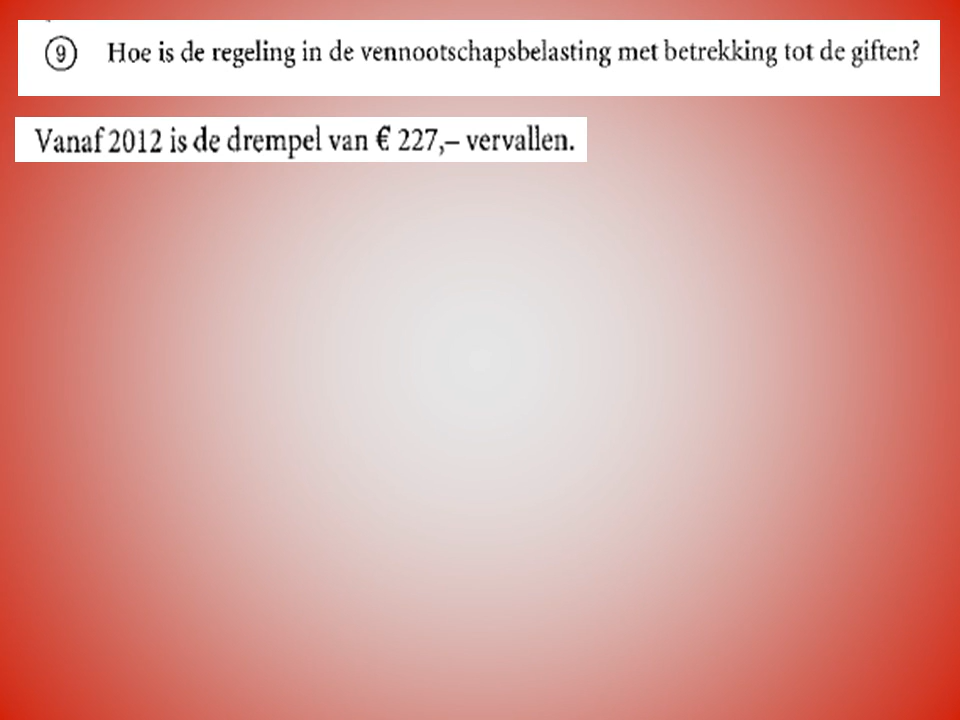 9 Hoe is de regeling in de vennootschapsbelasting met betrekking tot de giften?
Vanaf 2012 is de drempel van € 227,– vervallen.